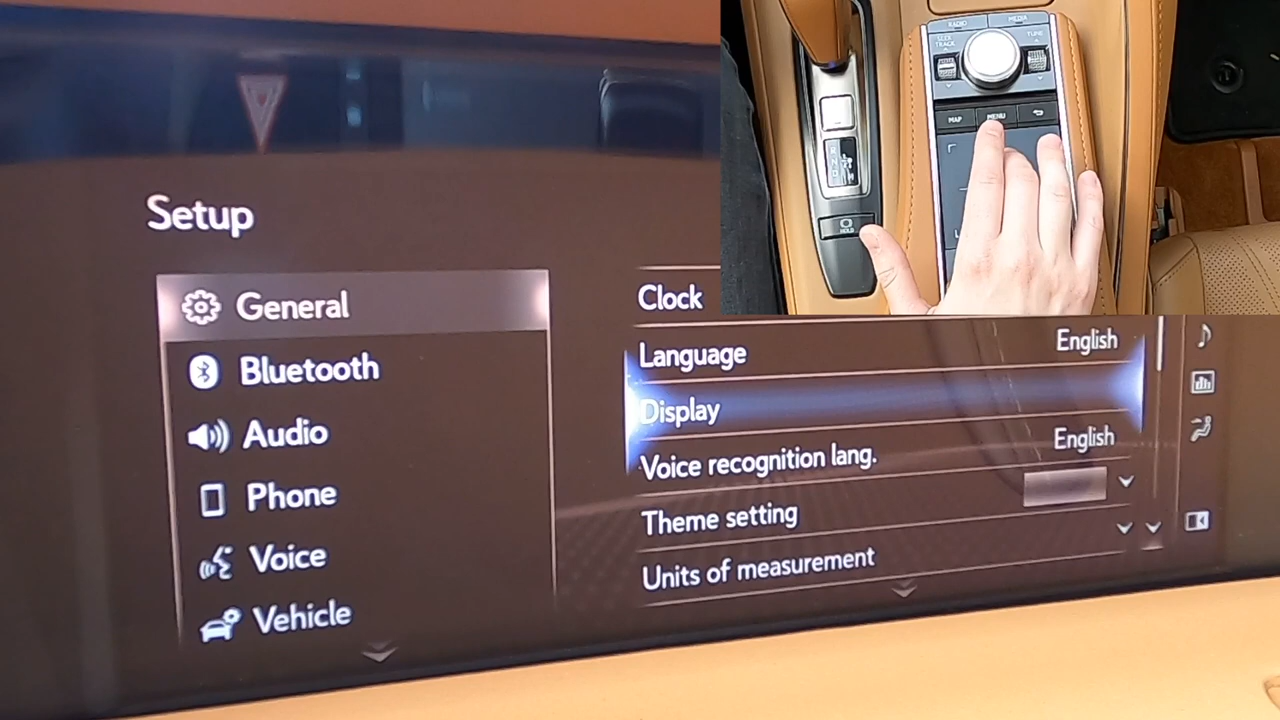 Setup
General
Bluetooth
Audio
Phone
Voice
Vehicle
Clock
Language English
Display
Voice recognition lang. English
Theme setting
Units of measurement
RADIO MEDIA
SEEK
TRACK
TUNE
MAP MENU
R
N
D
HOLD